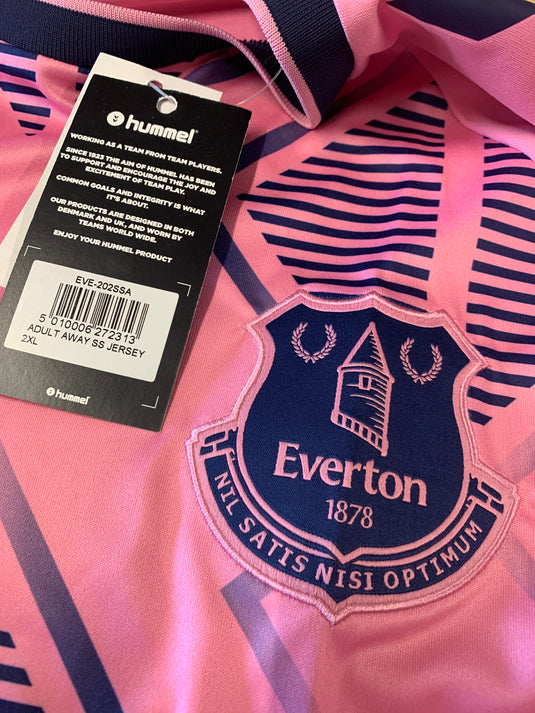 hummel
WORKING AS A TEAM FROM TEAM PLAYERS.
SINCE 1923 THE AIM OF HUMMEL HAS BEEN
TO SUPPORT AND ENCOURAGE THE JOY AND
EXCITEMENT OF TEAM PLAY.
COMMON GOALS AND INTEGRITY IS WHAT
IT'S ABOUT.
OUR PRODUCTS ARE DESIGNED IN BOTH
DENMARK AND UK, AND WORN BY
TEAMS WORLD WIDE.
ENJOY YOUR HUMMEL PRODUCT
EVE-202SSA
5 010006 272313
ADULT AWAY SS JERSEY
2XL
hummel
Everton
1878
NIL SATIS NISI OPTIMUM